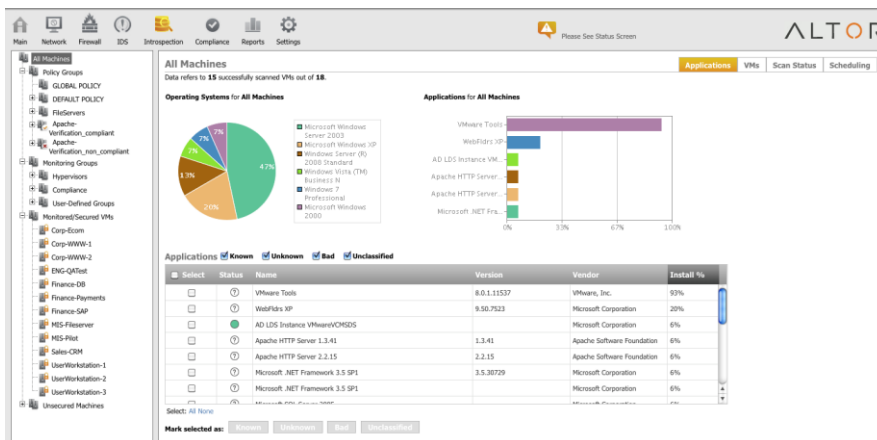 Main Network Firewall IDS Introspection Compliance Reports Settings
Please See Status Screen
ALTOR
All Machines
Policy Groups
GLOBAL POLICY
DEFAULT POLICY
FileServers
Apache-
Verification_compliant
Apache-
Verification_non_compliant
Monitoring Groups
Hypervisors
Compliance
User-Defined Groups
Monitored/Secured VMs
Corp-Ecom
Corp-WWW-1
Corp-WWW-2
ENG-QATest
Finance-DB
Finance-Payments
Finance-SAP
MIS-Fileserver
MIS-Pilot
Sales-CRM
UserWorkstation-1
UserWorkstation-2
UserWorkstation-3
Unsecured Machines
All Machines
Applications VMs Scan Status Scheduling
Data refers to 15 successfully scanned VMs out of 18.
Operating Systems for All Machines
47%
20%
13%
7%
7%
7%
Microsoft Windows
Server 2003
Microsoft Windows XP
Windows Server (R)
2008 Standard
Windows Vista (TM)
Business N
Windows 7
Professional
Microsoft Windows
2000
Applications for All Machines
VMware Tools
WebFldrs XP
AD LDS Instance VM...
Apache HTTP Server...
Apache HTTP Server...
Microsoft .NET Fra...
0% 33% 67% 100%
Applications Known Unknown Bad Unclassified
Select Status Name Version Vendor Install %
? VMware Tools 8.0.1.11537 VMware, Inc. 93%
? WebFldrs XP 9.50.7523 Microsoft Corporation 20%
AD LDS Instance VMwareVCMSDS Microsoft Corporation 6%
? Apache HTTP Server 1.3.41 1.3.41 Apache Software Foundation 6%
? Apache HTTP Server 2.2.15 2.2.15 Apache Software Foundation 6%
? Microsoft .NET Framework 3.5 SP1 3.5.30729 Microsoft Corporation 6%
? Microsoft .NET Framework 3.5 SP1 Microsoft Corporation 6%
Select: All None
Mark selected as: Known Unknown Bad Unclassified